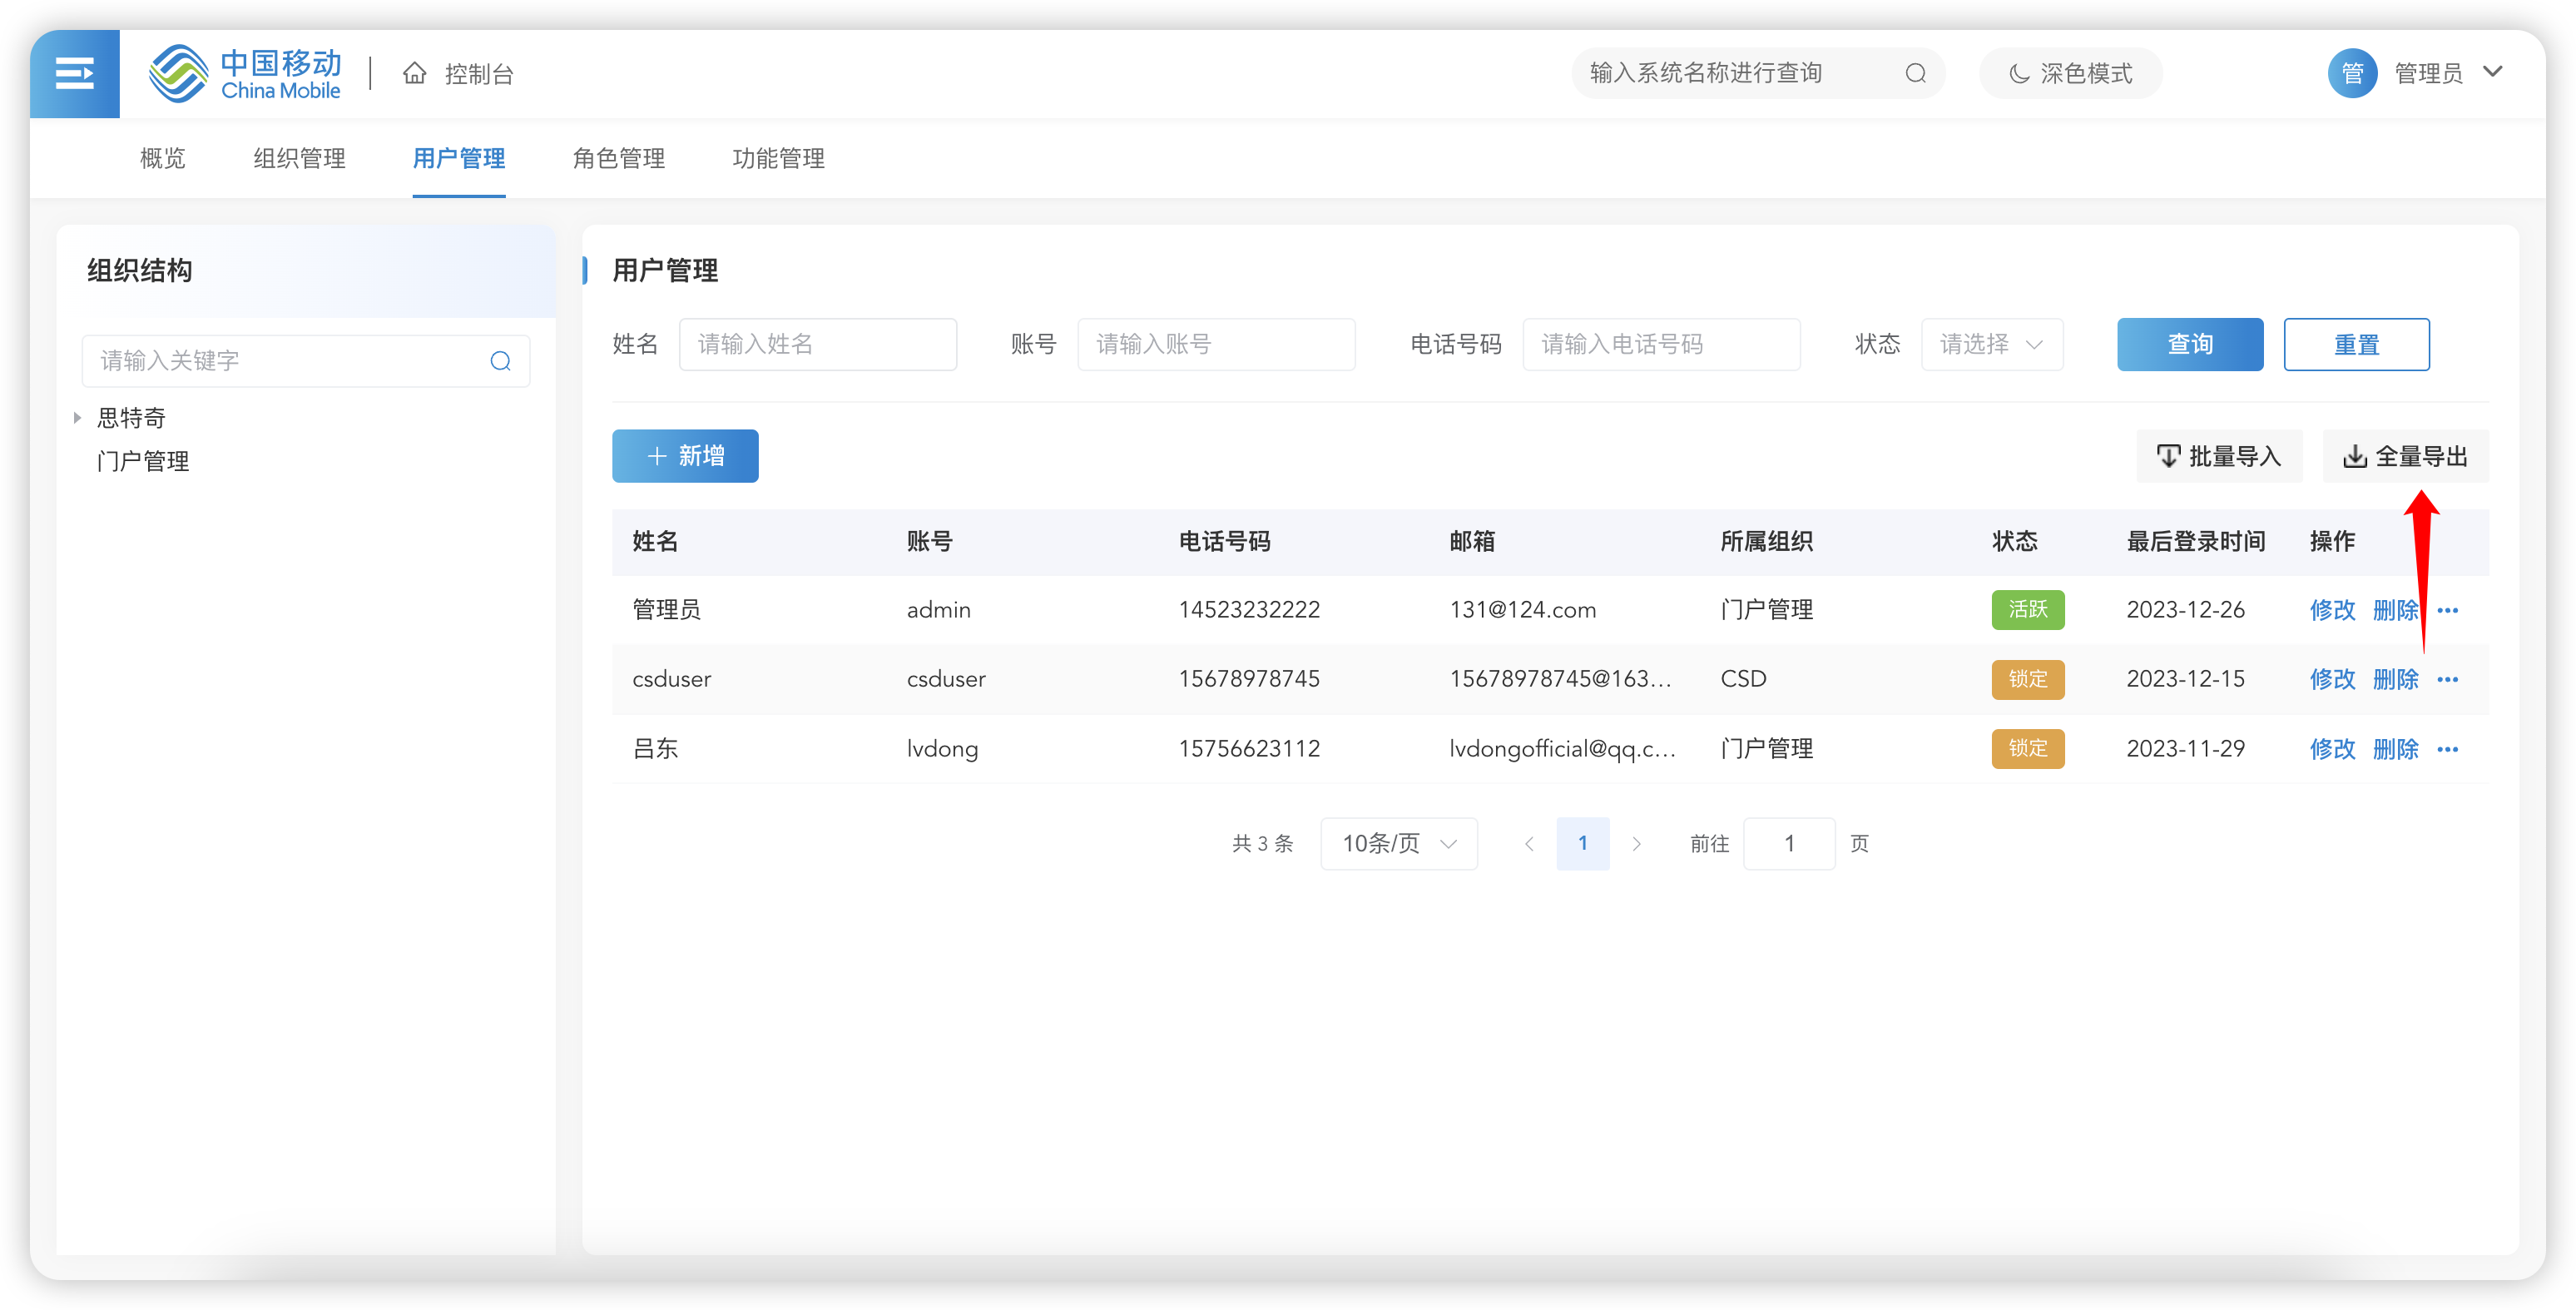 中国移动
China Mobile
控制台
输入系统名称进行查询
深色模式
管
管理员
概览 组织管理 用户管理 角色管理 功能管理
组织结构
请输入关键字
思特奇
门户管理
用户管理
姓名 请输入姓名 账号 请输入账号 电话号码 请输入电话号码 状态 请选择 查询 重置
新增 批量导入 全量导出
姓名 账号 电话号码 邮箱 所属组织 状态 最后登录时间 操作
管理员 admin 14523232222 131@124.com 门户管理 活跃 2023-12-26 修改 删除 •••
csduser csduser 15678978745 15678978745@163... CSD 锁定 2023-12-15 修改 删除 •••
吕东 lvdong 15756623112 lvdongofficial@qq.c... 门户管理 锁定 2023-11-29 修改 删除 •••
共 3 条 10条/页 1 前往 1 页